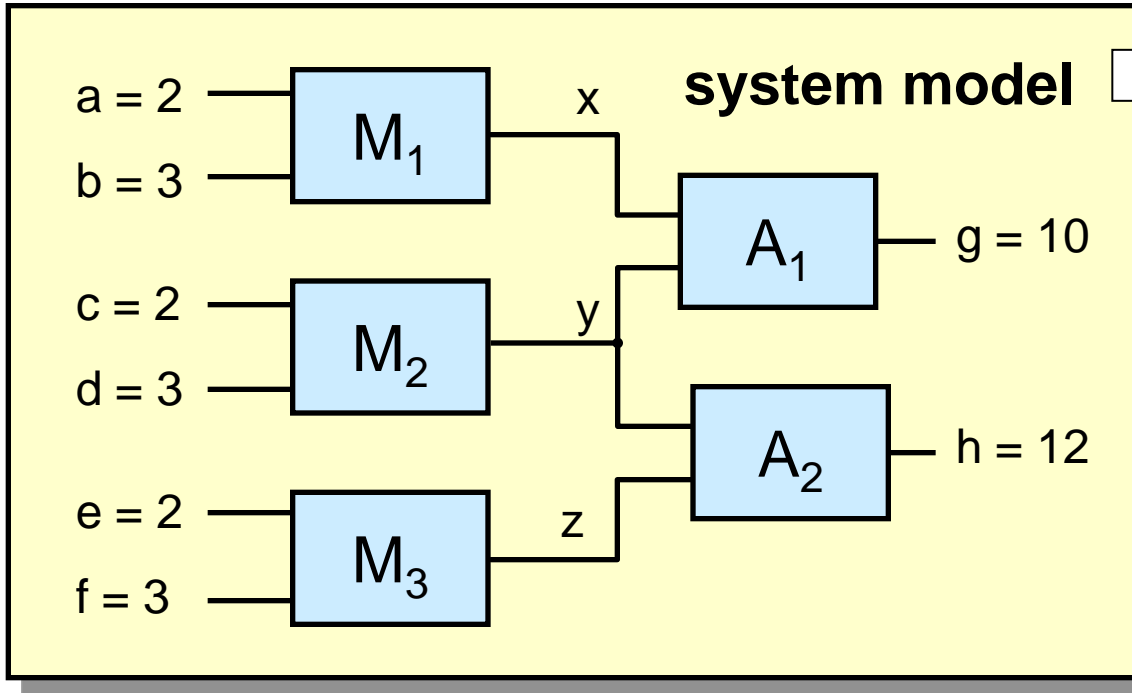 system model
a = 2
b = 3
M1
x
A1
g = 10
c = 2
d = 3
M2
y
A2
h = 12
e = 2
f = 3
M3
z